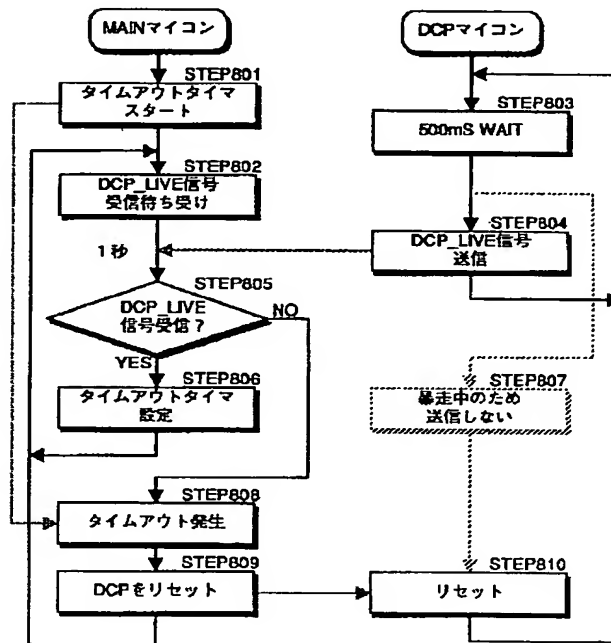 MAINマイコン
DCPマイコン
STEP801
タイムアウトタイマ
スタート
STEP803
500mS WAIT
STEP802
DCP_LIVE信号
受信待ち受け
STEP804
DCP_LIVE信号
送信
1秒
STEP805
DCP_LIVE
信号受信?
NO
YES
STEP806
タイムアウトタイマ
設定
STEP807
暴走中のため
送信しない
STEP808
タイムアウト発生
STEP809
DCPをリセット
STEP810
リセット